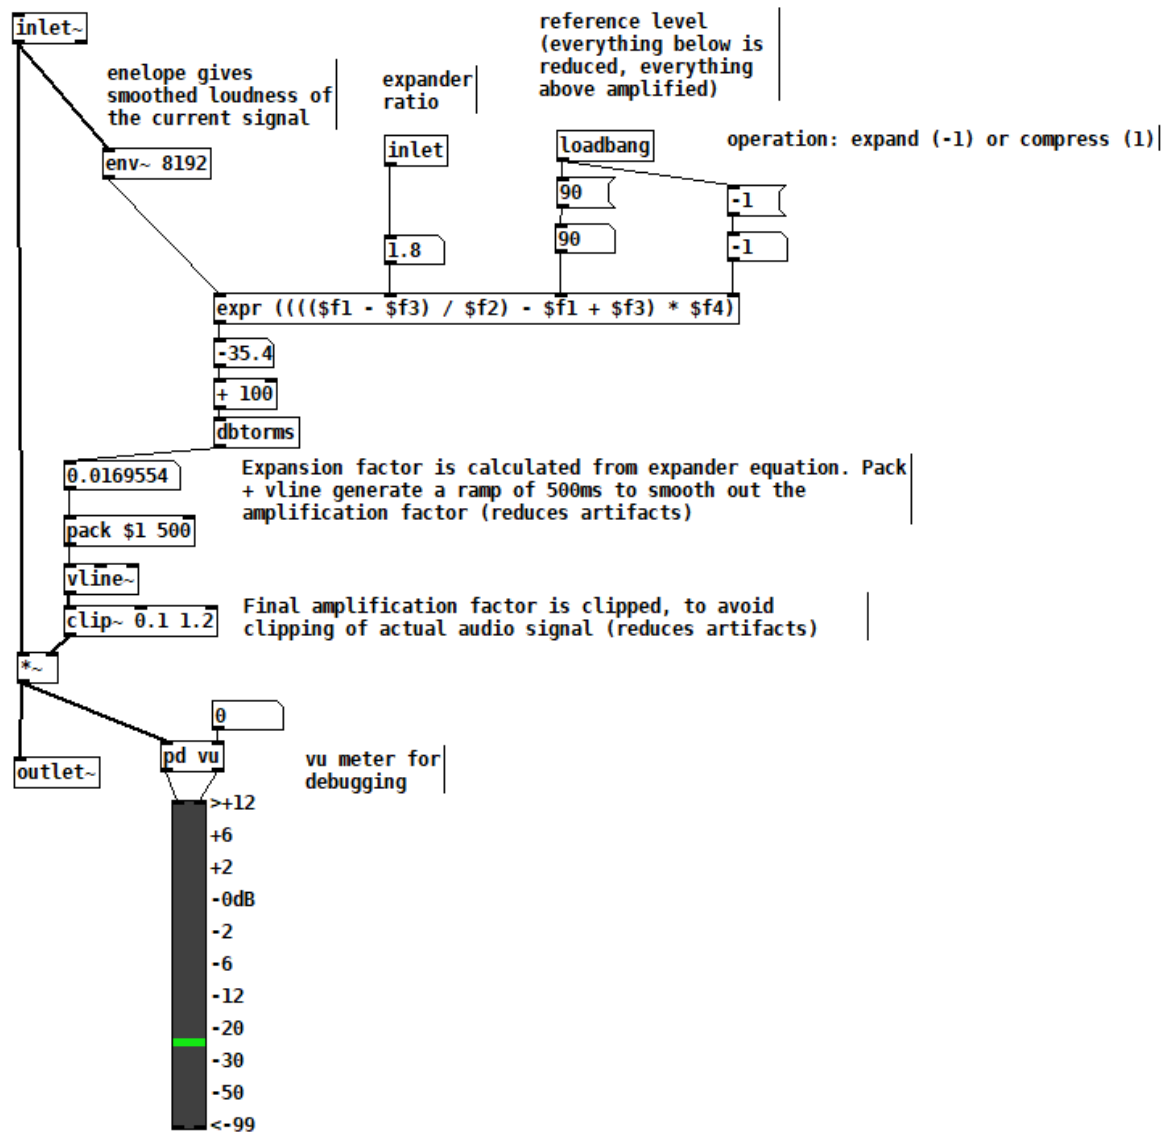 inlet~
reference level
(everything below is
reduced, everything
above amplified)
enelope gives
smoothed loudness of
the current signal
expander
ratio
operation: expand (-1) or compress (1)
env~ 8192
inlet
loadbang
90
-1
1.8
90
-1
expr (((($f1 - $f3) / $f2) - $f1 + $f3) * $f4)
-35.4
+ 100
dbtorms
0.0169554
Expansion factor is calculated from expander equation. Pack
+ vline generate a ramp of 500ms to smooth out the
amplification factor (reduces artifacts)
pack $1 500
vline~
clip~ 0.1 1.2
Final amplification factor is clipped, to avoid
clipping of actual audio signal (reduces artifacts)
*~
0
pd vu
outlet~
vu meter for
debugging
>+12
+6
+2
-0dB
-2
-6
-12
-20
-30
-50
<-99